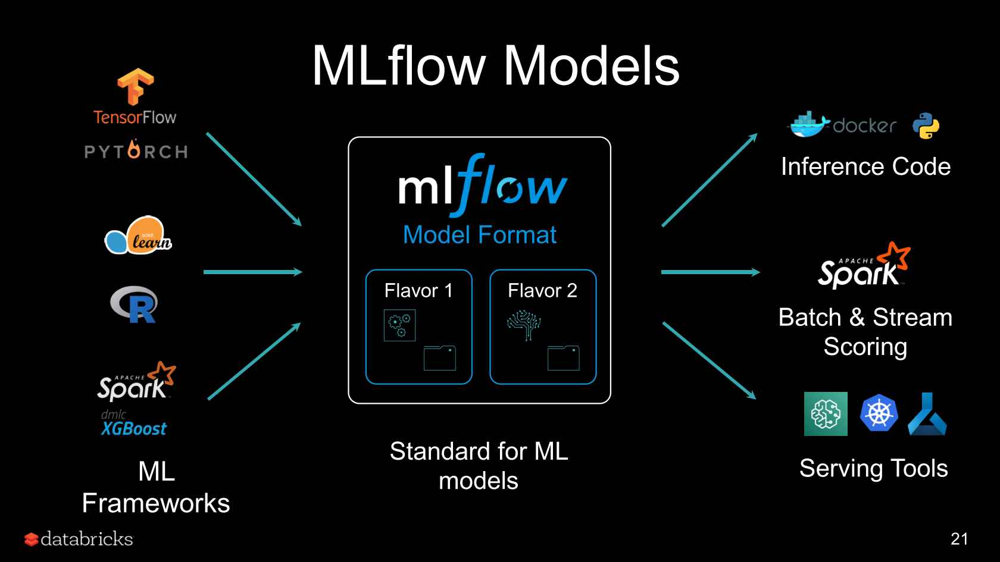 MLflow Models
TensorFlow
PYTORCH
scikit
learn
R
APACHE
Spark
dmlc
XGBoost
ML
Frameworks
mlflow
Model Format
Flavor 1
Flavor 2
Standard for ML
models
docker
Inference Code
APACHE
Spark
Batch & Stream
Scoring
Serving Tools
databricks
21